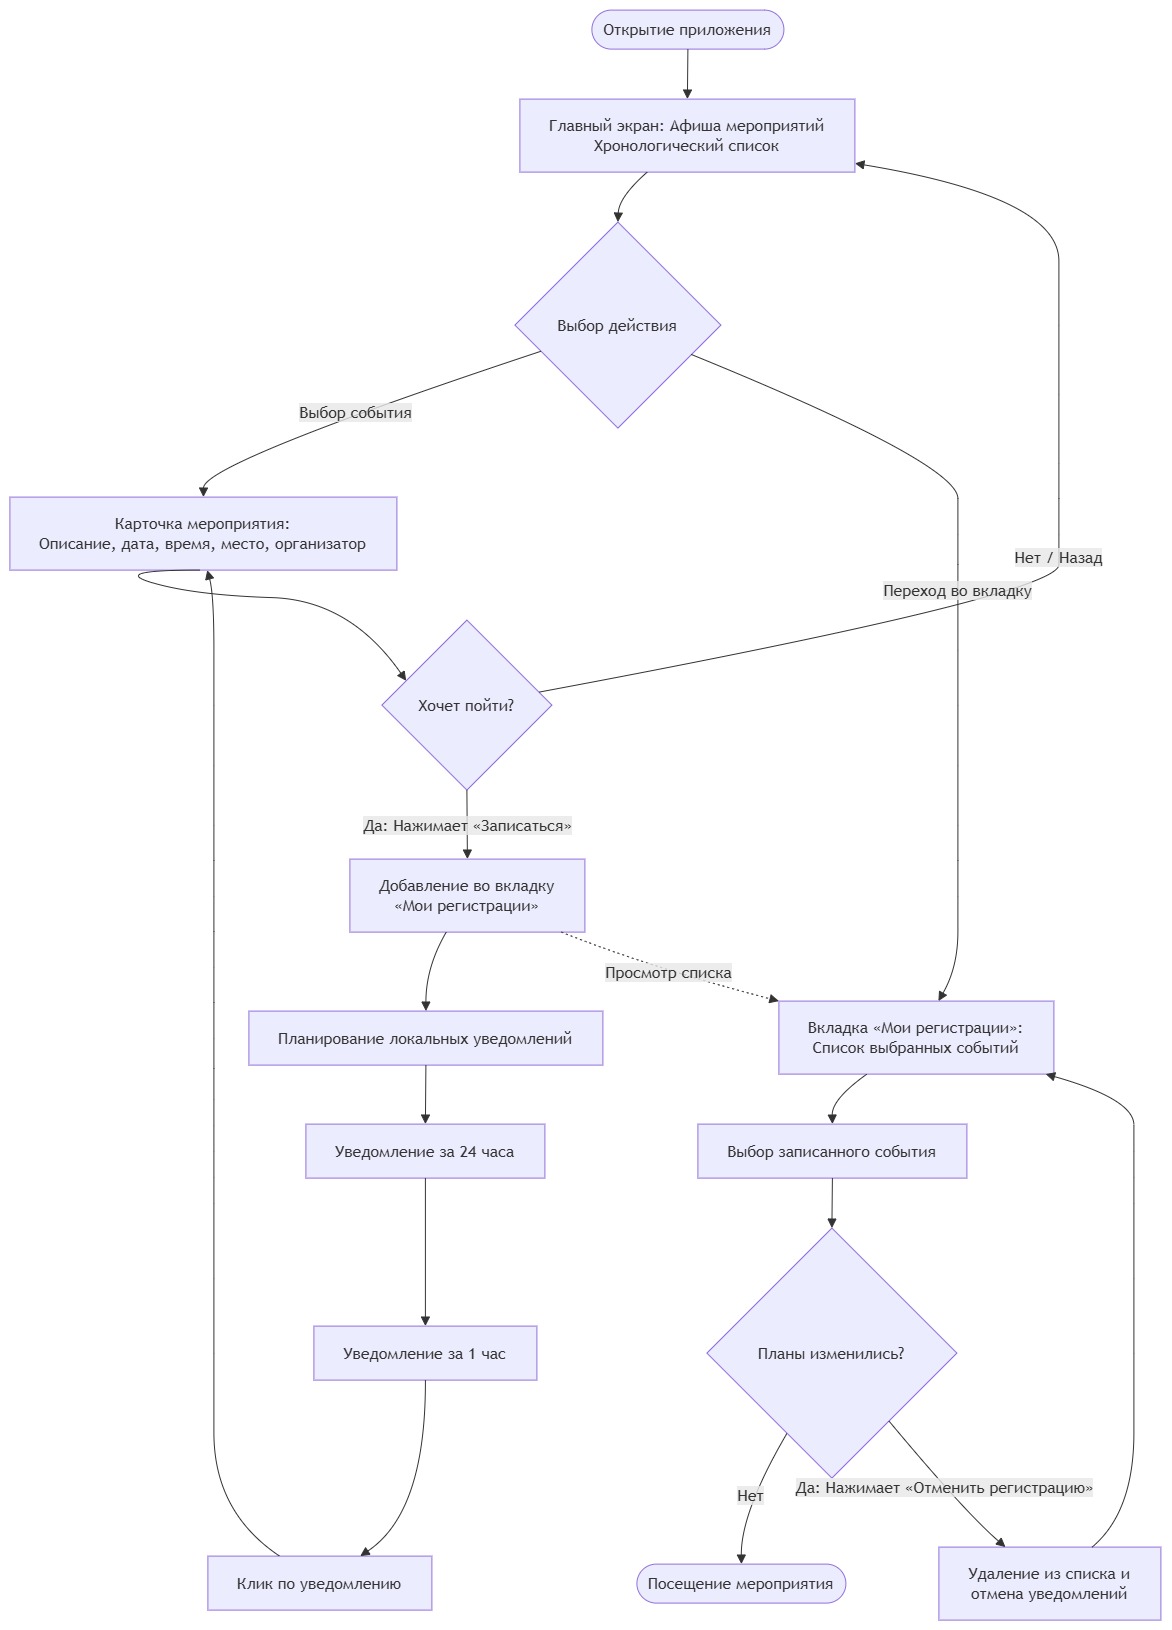 Открытие приложения
Главный экран: Афиша мероприятий
Хронологический список
Выбор действия
Выбор события
Карточка мероприятия:
Описание, дата, время, место, организатор
Нет / Назад
Переход во вкладку
Хочет пойти?
Да: Нажимает «Записаться»
Добавление во вкладку
«Мои регистрации»
Просмотр списка
Вкладка «Мои регистрации»:
Список выбранных событий
Планирование локальных уведомлений
Уведомление за 24 часа
Выбор записанного события
Уведомление за 1 час
Планы изменились?
Да: Нажимает «Отменить регистрацию»
Нет
Клик по уведомлению
Посещение мероприятия
Удаление из списка и
отмена уведомлений